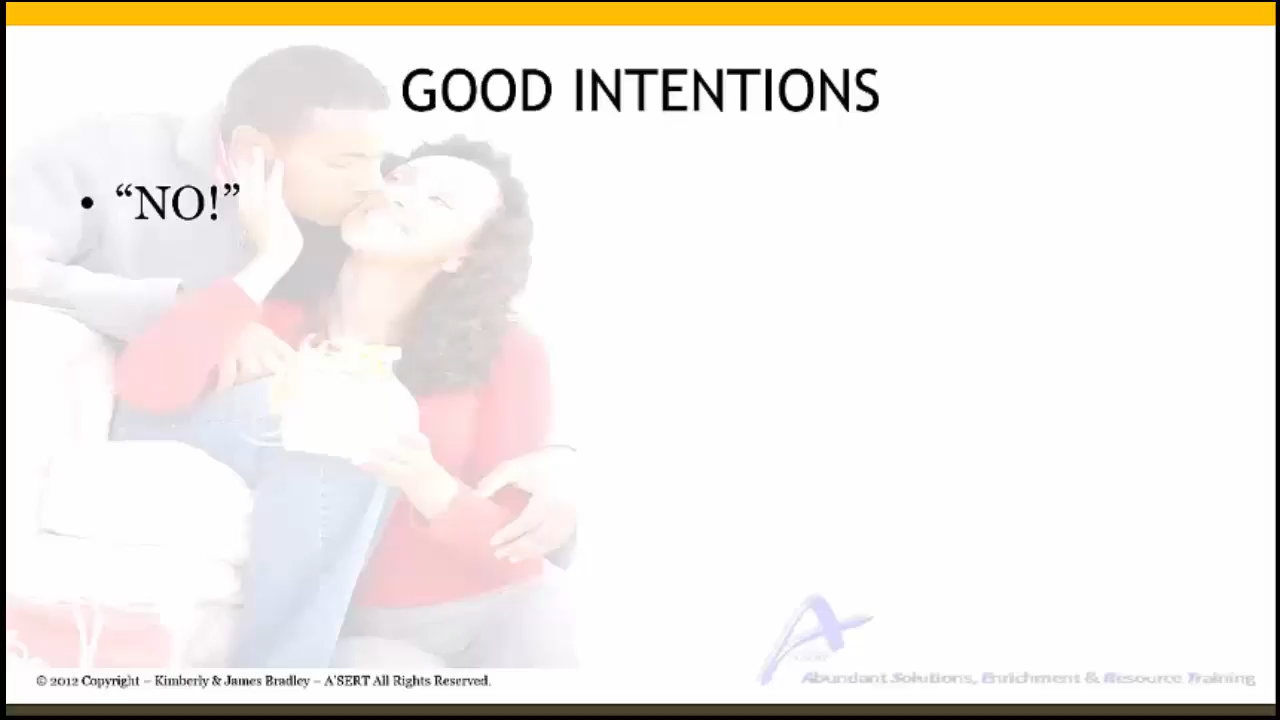 GOOD INTENTIONS
• “NO!”
© 2012 Copyright – Kimberly & James Bradley – A'SERT All Rights Reserved.
Abundant Solutions, Enrichment & Resource Training